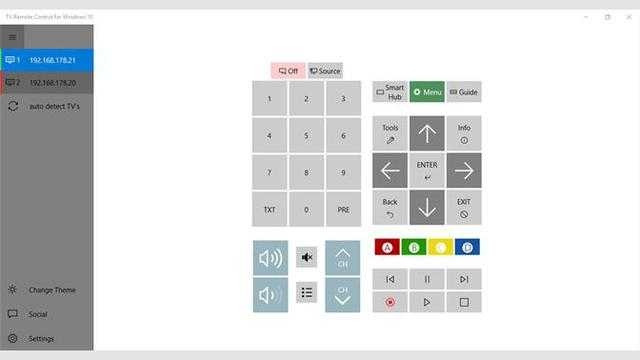 TV Remote Control for Windows 10
1 192.168.178.21
2 192.168.178.20
auto detect TV's
Change Theme
Social
Settings
Off Source
1 2 3
4 5 6
7 8 9
TXT 0 PRE
CH
CH
Smart
Hub
Menu
Guide
Tools
Info
ENTER
Back
EXIT
A B C D